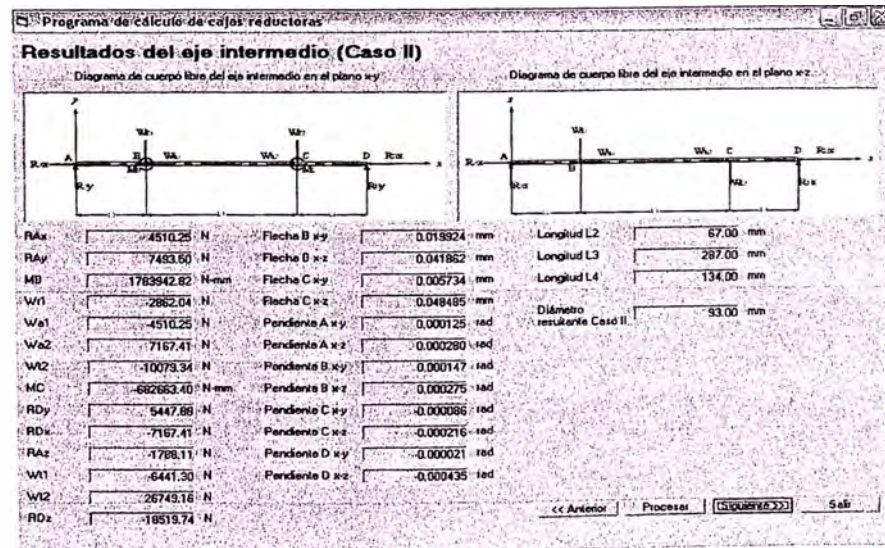 Programa de cálculo de cajas reductoras
Resultados del eje intermedio (Caso II)
Diagrama de cuerpo libre del eje intermedio en el plano x-y
Diagrama de cuerpo libre del eje intermedio en el plano x-z
RAx 4510.25 N
RAy 7493.60 N
MB 1783942.82 N-mm
Wr1 -2862.04 N
Wa1 -4510.25 N
Wa2 -7167.41 N
Wt2 -10079.34 N
MC -682663.40 N-mm
RDy 5447.88 N
RDx -7167.41 N
RAz -1788.11 N
Wt1 -6441.30 N
Wt2 26749.16 N
RDz -18519.74 N
Flecha B x-y 0.019924 mm
Flecha B x-z 0.041862 mm
Flecha C x-y 0.005734 mm
Flecha C x-z 0.048485 mm
Pendiente A x-y 0.000125 rad
Pendiente A x-z 0.000280 rad
Pendiente B x-y 0.000147 rad
Pendiente B x-z 0.000275 rad
Pendiente C x-y -0.000086 rad
Pendiente C x-z -0.000216 rad
Pendiente D x-y -0.000021 rad
Pendiente D x-z -0.000435 rad
Longitud L2 67.00 mm
Longitud L3 287.00 mm
Longitud L4 134.00 mm
Diámetro
resultante Caso II 93.00 mm
<< Anterior Procesar Siguiente >> Salir